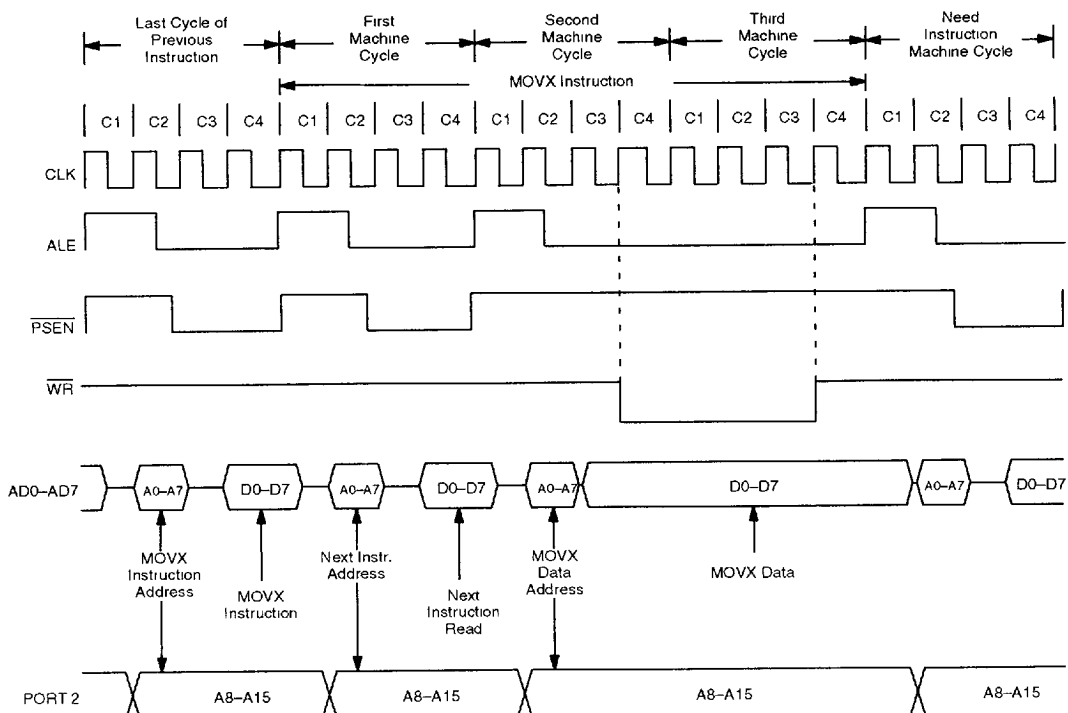 Last Cycle of
Previous
Instruction
First
Machine
Cycle
Second
Machine
Cycle
Third
Machine
Cycle
Need
Instruction
Machine Cycle
MOVX Instruction
C1 C2 C3 C4 C1 C2 C3 C4 C1 C2 C3 C4 C1 C2 C3 C4 C1 C2 C3 C4
CLK
ALE
PSEN
WR
AD0–AD7 A0–A7 D0–D7 A0–A7 D0–D7 A0–A7 D0–D7 A0–A7 D0–D7
MOVX
Instruction
Address
MOVX
Instruction
Next Instr.
Address
Next
Instruction
Read
MOVX
Data
Address
MOVX Data
PORT 2 A8–A15 A8–A15 A8–A15 A8–A15